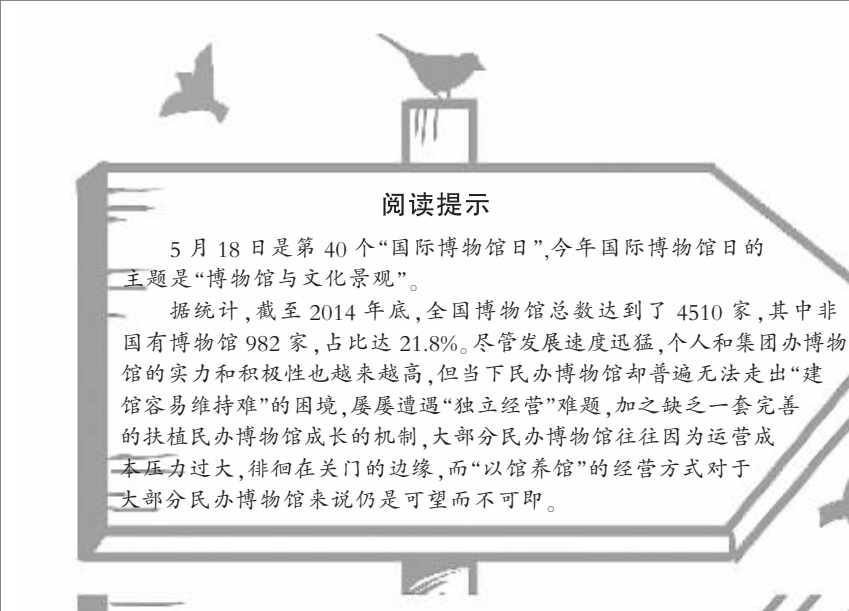 阅读提示
5 月 18 日是第 40 个“国际博物馆日”,今年国际博物馆日的
主题是“博物馆与文化景观”。
据统计,截至 2014 年底,全国博物馆总数达到了 4510 家,其中非
国有博物馆 982 家,占比达 21.8%。尽管发展速度迅猛,个人和集团办博物
馆的实力和积极性也越来越高,但当下民办博物馆却普遍无法走出“建
馆容易维持难”的困境,屡屡遭遇“独立经营”难题,加之缺乏一套完善
的扶植民办博物馆成长的机制,大部分民办博物馆往往因为运营成
本压力过大,徘徊在关门的边缘,而“以馆养馆”的经营方式对于
大部分民办博物馆来说仍是可望而不可即。